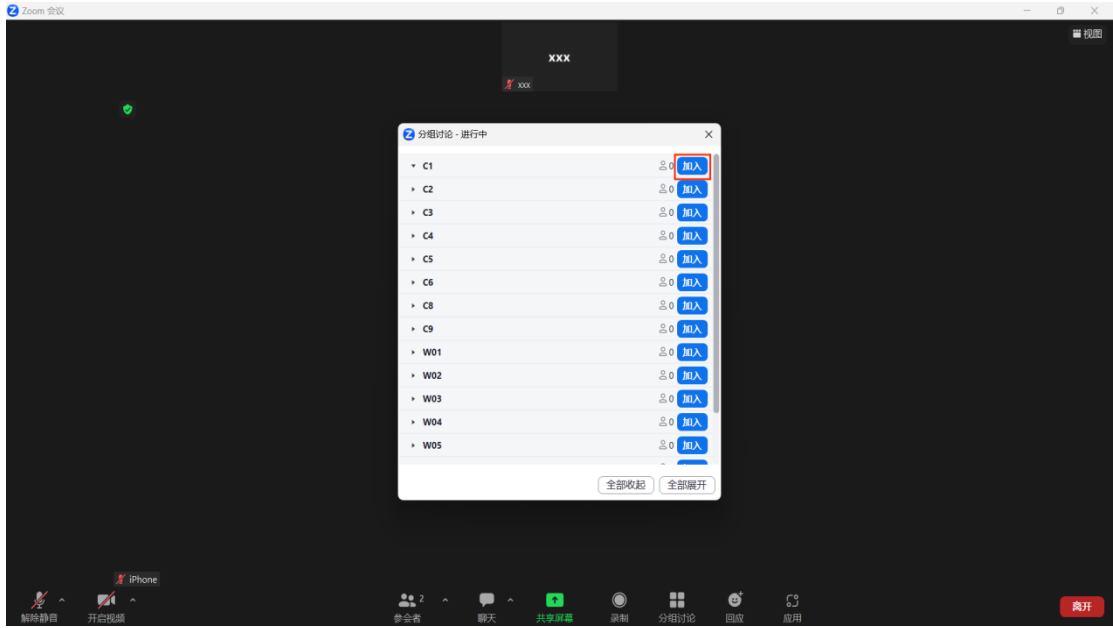 Zoom 会议
视图
xxx
xxx
分组讨论 - 进行中
C1 0 加入
C2 0 加入
C3 0 加入
C4 0 加入
C5 0 加入
C6 0 加入
C8 0 加入
C9 0 加入
W01 0 加入
W02 0 加入
W03 0 加入
W04 0 加入
W05 0 加入
全部收起 全部展开
iPhone
解除静音 开启视频 参会者 2 聊天 共享屏幕 录制 分组讨论 回应 应用 离开